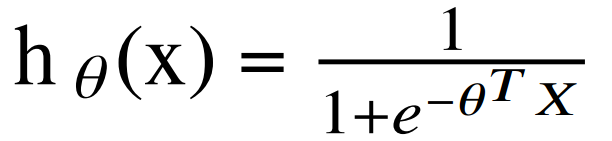 h θ(x) = 1 / 1+e^−θ^T X